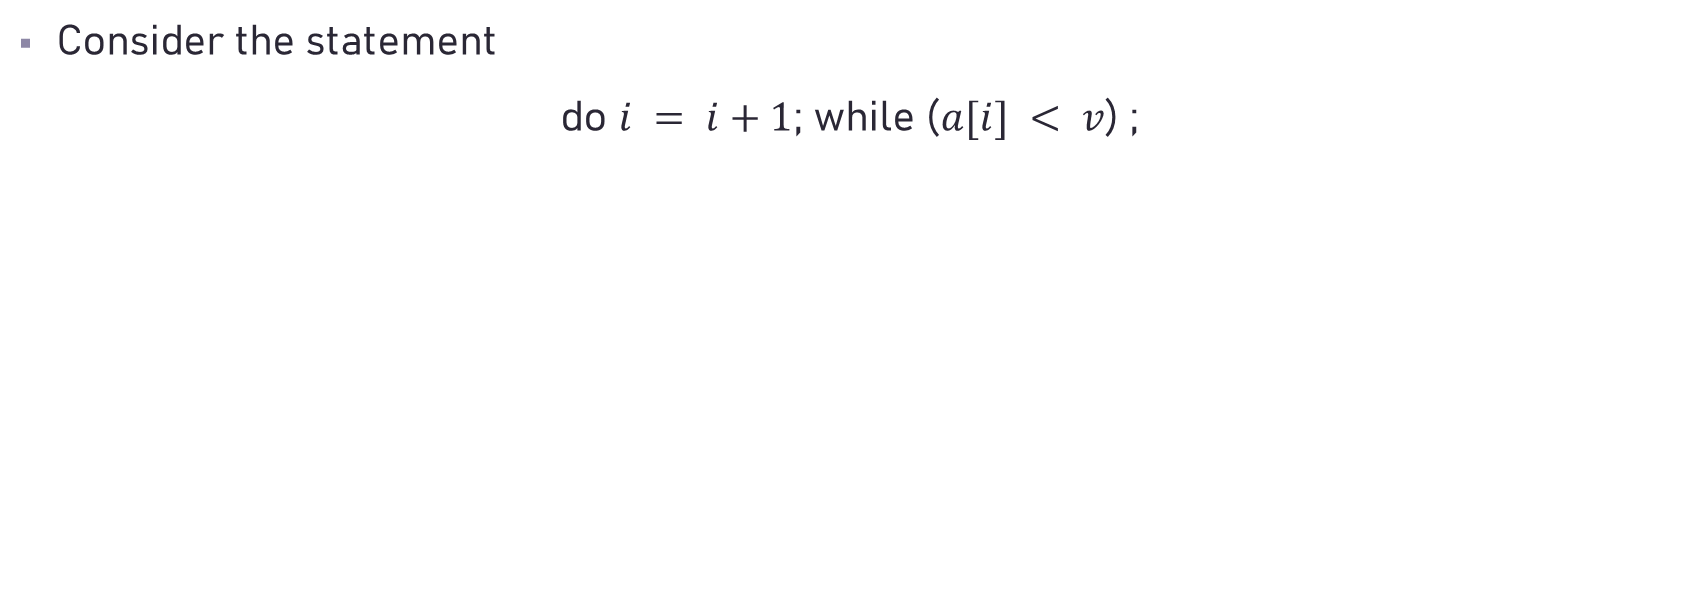 ▪ Consider the statement
do i = i + 1; while (a[i] < v) ;